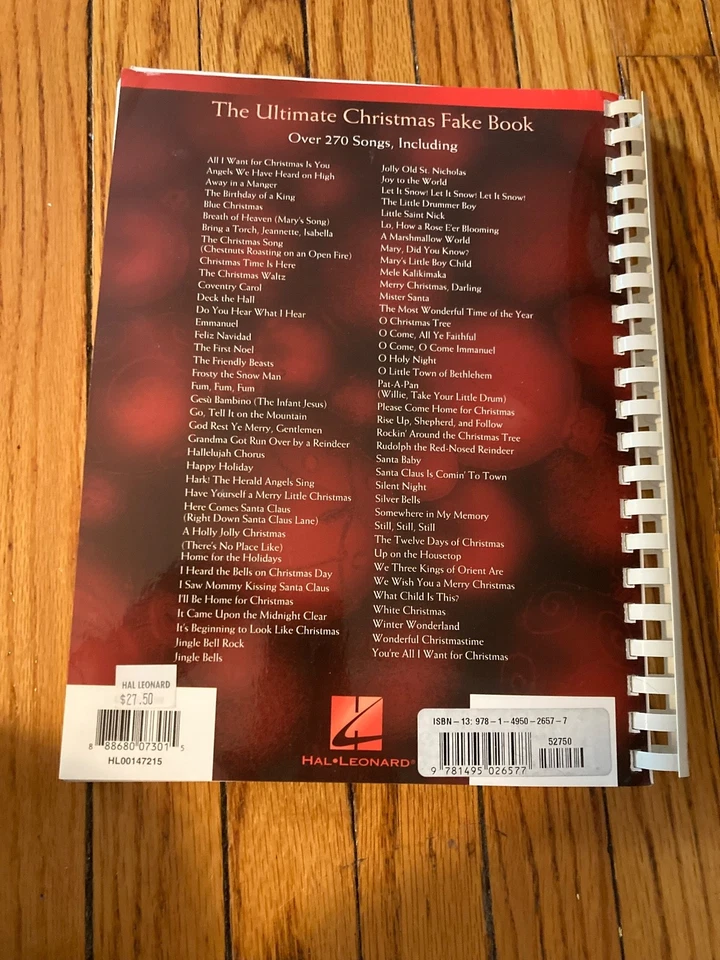 The Ultimate Christmas Fake Book
Over 270 Songs, Including
All I Want for Christmas Is You
Angels We Have Heard on High
Away in a Manger
The Birthday of a King
Blue Christmas
Breath of Heaven (Mary's Song)
Bring a Torch, Jeannette, Isabella
The Christmas Song
(Chestnuts Roasting on an Open Fire)
Christmas Time Is Here
The Christmas Waltz
Coventry Carol
Deck the Hall
Do You Hear What I Hear
Emmanuel
Feliz Navidad
The First Noel
The Friendly Beasts
Frosty the Snow Man
Fum, Fum, Fum
Gesù Bambino (The Infant Jesus)
Go, Tell It on the Mountain
God Rest Ye Merry, Gentlemen
Grandma Got Run Over by a Reindeer
Hallelujah Chorus
Happy Holiday
Hark! The Herald Angels Sing
Have Yourself a Merry Little Christmas
Here Comes Santa Claus
(Right Down Santa Claus Lane)
A Holly Jolly Christmas
(There's No Place Like)
Home for the Holidays
I Heard the Bells on Christmas Day
I Saw Mommy Kissing Santa Claus
I'll Be Home for Christmas
It Came Upon the Midnight Clear
It's Beginning to Look Like Christmas
Jingle Bell Rock
Jingle Bells
Jolly Old St. Nicholas
Joy to the World
Let It Snow! Let It Snow! Let It Snow!
The Little Drummer Boy
Little Saint Nick
Lo, How a Rose E'er Blooming
A Marshmallow World
Mary, Did You Know?
Mary's Little Boy Child
Mele Kalikimaka
Merry Christmas, Darling
Mister Santa
The Most Wonderful Time of the Year
O Christmas Tree
O Come, All Ye Faithful
O Come, O Come Immanuel
O Holy Night
O Little Town of Bethlehem
Pat-A-Pan
(Willie, Take Your Little Drum)
Please Come Home for Christmas
Rise Up, Shepherd, and Follow
Rockin' Around the Christmas Tree
Rudolph the Red-Nosed Reindeer
Santa Baby
Santa Claus Is Comin' To Town
Silent Night
Silver Bells
Somewhere in My Memory
Still, Still, Still
The Twelve Days of Christmas
Up on the Housetop
We Three Kings of Orient Are
We Wish You a Merry Christmas
What Child Is This?
White Christmas
Winter Wonderland
Wonderful Christmastime
You're All I Want for Christmas
HAL LEONARD
$27.50
8 88680 07301 5
HL00147215
HAL•LEONARD®
ISBN-13: 978-1-4950-2657-7
52750
9 781495 026577